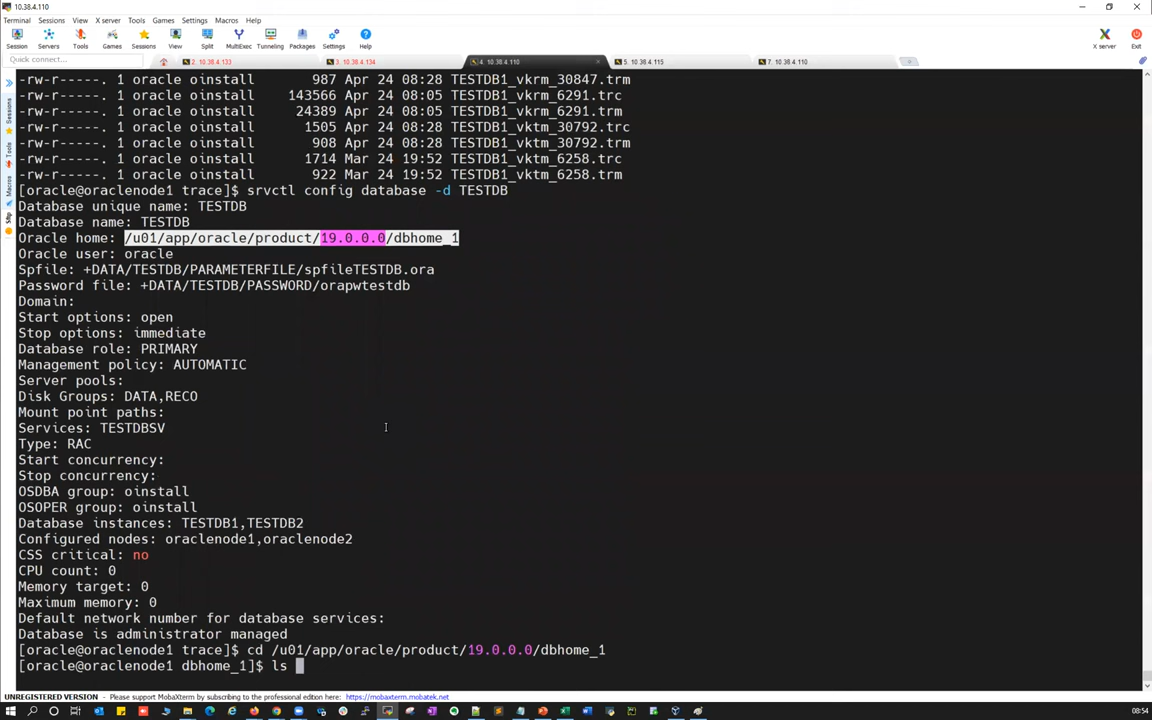 10.38.4.110
Terminal Sessions View X server Tools Games Settings Macros Help
Session Servers Tools Games Sessions View Split MultiExec Tunneling Packages Settings Help X server Exit
Quick connect...
2. 10.38.4.133
3. 10.38.4.134
4. 10.38.4.110
5. 10.38.4.115
7. 10.38.4.110
Sessions
Tools
Macros
Sftp
-rw-r-----. 1 oracle oinstall 987 Apr 24 08:28 TESTDB1_vkrm_30847.trm
-rw-r-----. 1 oracle oinstall 143566 Apr 24 08:05 TESTDB1_vkrm_6291.trc
-rw-r-----. 1 oracle oinstall 24389 Apr 24 08:05 TESTDB1_vkrm_6291.trm
-rw-r-----. 1 oracle oinstall 1505 Apr 24 08:28 TESTDB1_vktm_30792.trc
-rw-r-----. 1 oracle oinstall 908 Apr 24 08:28 TESTDB1_vktm_30792.trm
-rw-r-----. 1 oracle oinstall 1714 Mar 24 19:52 TESTDB1_vktm_6258.trc
-rw-r-----. 1 oracle oinstall 922 Mar 24 19:52 TESTDB1_vktm_6258.trm
[oracle@oraclenode1 trace]$ srvctl config database -d TESTDB
Database unique name: TESTDB
Database name: TESTDB
Oracle home: /u01/app/oracle/product/19.0.0.0/dbhome_1
Oracle user: oracle
Spfile: +DATA/TESTDB/PARAMETERFILE/spfileTESTDB.ora
Password file: +DATA/TESTDB/PASSWORD/orapwtestdb
Domain:
Start options: open
Stop options: immediate
Database role: PRIMARY
Management policy: AUTOMATIC
Server pools:
Disk Groups: DATA,RECO
Mount point paths:
Services: TESTDBSV
Type: RAC
Start concurrency:
Stop concurrency:
OSDBA group: oinstall
OSOPER group: oinstall
Database instances: TESTDB1,TESTDB2
Configured nodes: oraclenode1,oraclenode2
CSS critical: no
CPU count: 0
Memory target: 0
Maximum memory: 0
Default network number for database services:
Database is administrator managed
[oracle@oraclenode1 trace]$ cd /u01/app/oracle/product/19.0.0.0/dbhome_1
[oracle@oraclenode1 dbhome_1]$ ls
UNREGISTERED VERSION - Please support MobaXterm by subscribing to the professional edition here: https://mobaxterm.mobatek.net
08:54